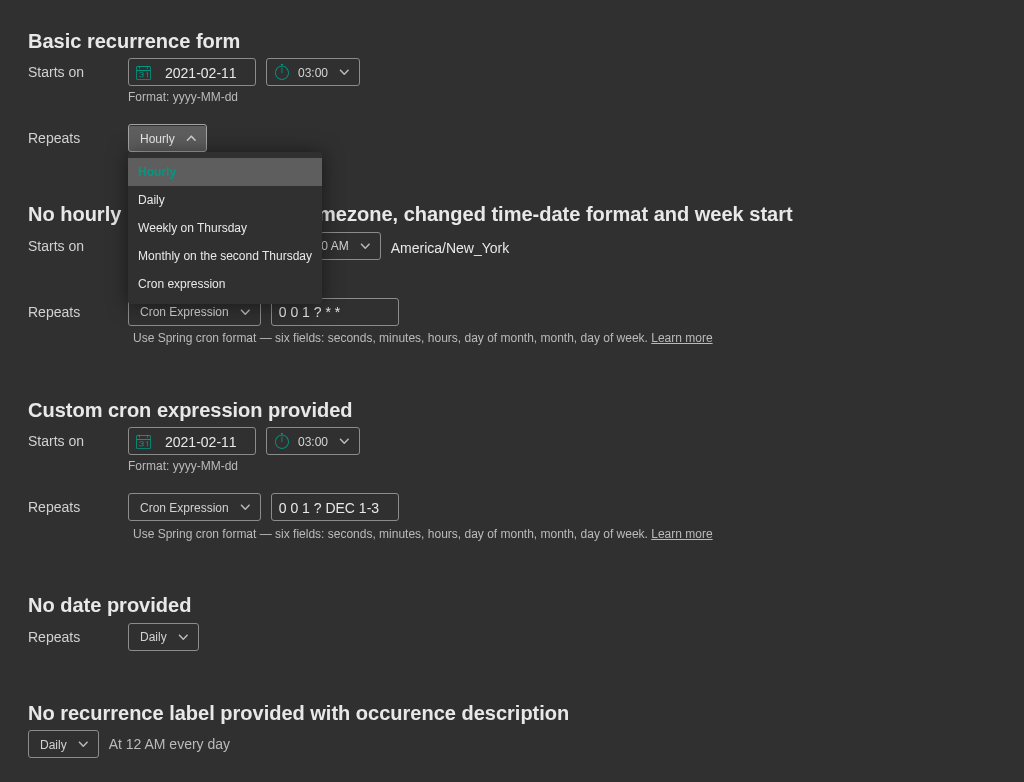 Basic recurrence form
Starts on 2021-02-11 03:00
Format: yyyy-MM-dd
Repeats Hourly
Hourly
Daily
Weekly on Thursday
Monthly on the second Thursday
Cron expression
No hourly mezone, changed time-date format and week start
Starts on 0 AM America/New_York
Repeats Cron Expression 0 0 1 ? * *
Use Spring cron format — six fields: seconds, minutes, hours, day of month, month, day of week. Learn more
Custom cron expression provided
Starts on 2021-02-11 03:00
Format: yyyy-MM-dd
Repeats Cron Expression 0 0 1 ? DEC 1-3
Use Spring cron format — six fields: seconds, minutes, hours, day of month, month, day of week. Learn more
No date provided
Repeats Daily
No recurrence label provided with occurence description
Daily At 12 AM every day